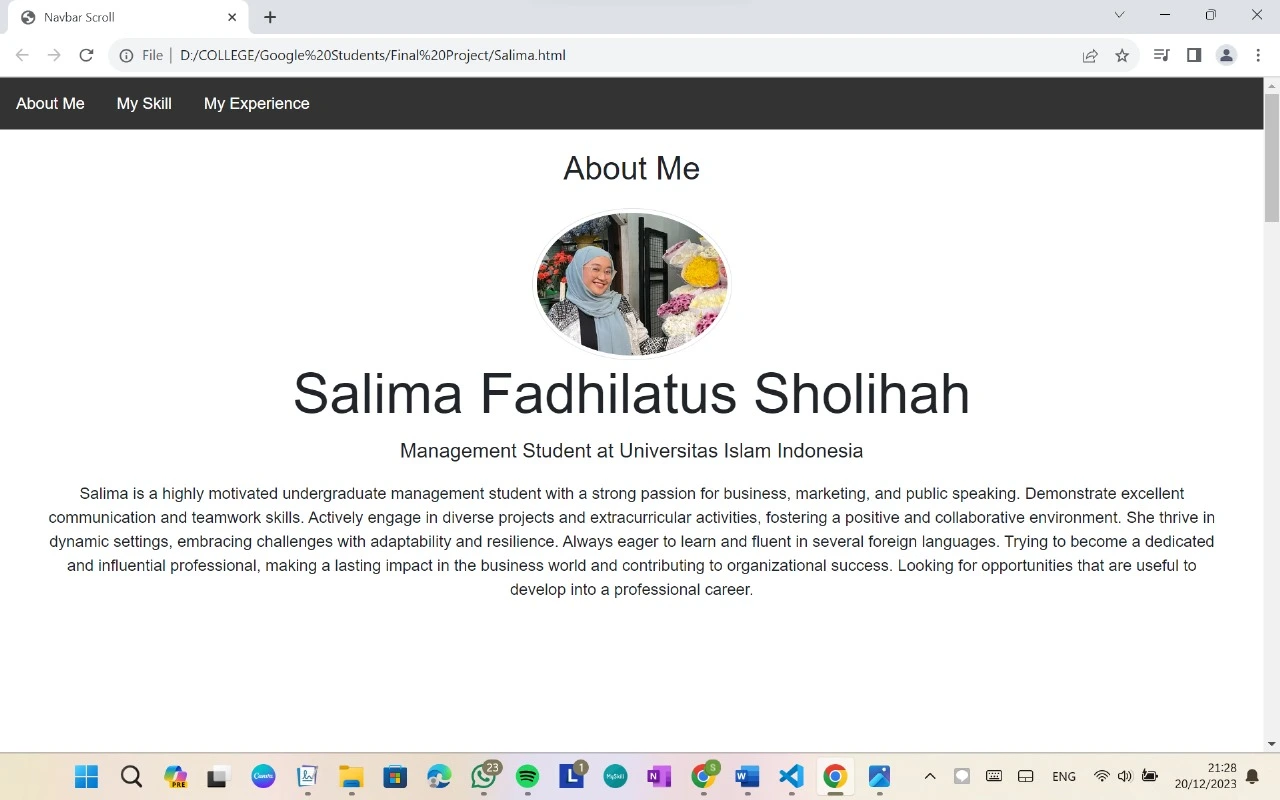 Navbar Scroll
File | D:/COLLEGE/Google%20Students/Final%20Project/Salima.html
About Me My Skill My Experience
About Me
Salima Fadhilatus Sholihah
Management Student at Universitas Islam Indonesia
Salima is a highly motivated undergraduate management student with a strong passion for business, marketing, and public speaking. Demonstrate excellent
communication and teamwork skills. Actively engage in diverse projects and extracurricular activities, fostering a positive and collaborative environment. She thrive in
dynamic settings, embracing challenges with adaptability and resilience. Always eager to learn and fluent in several foreign languages. Trying to become a dedicated
and influential professional, making a lasting impact in the business world and contributing to organizational success. Looking for opportunities that are useful to
develop into a professional career.
PRE
Canva
23
L
1
MySkill
N
S
W
ENG
21:28
20/12/2023